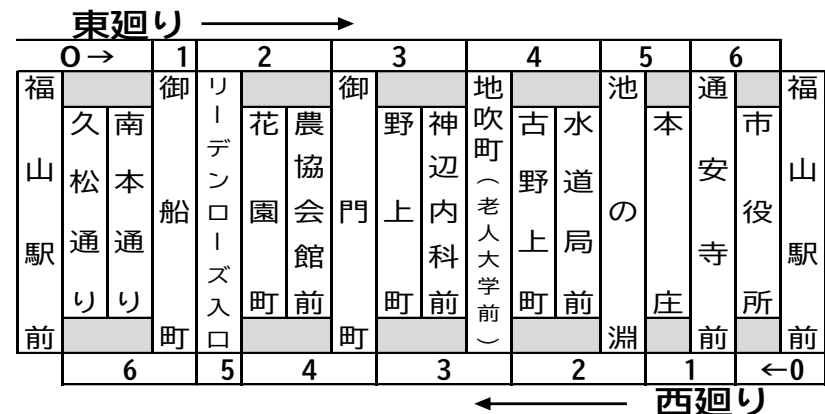 東廻り →
0→ 1 2 3 4 5 6
福山駅前
久松通り
南本通り
御船町
リーデンローズ入口
花園町
農協会館前
御門町
野上町
神辺内科前
地吹町(老人大学前)
古野上町
水道局前
池の淵
本庄
通安寺前
市役所
福山駅前
6 5 4 3 2 1 ←0
← 西廻り